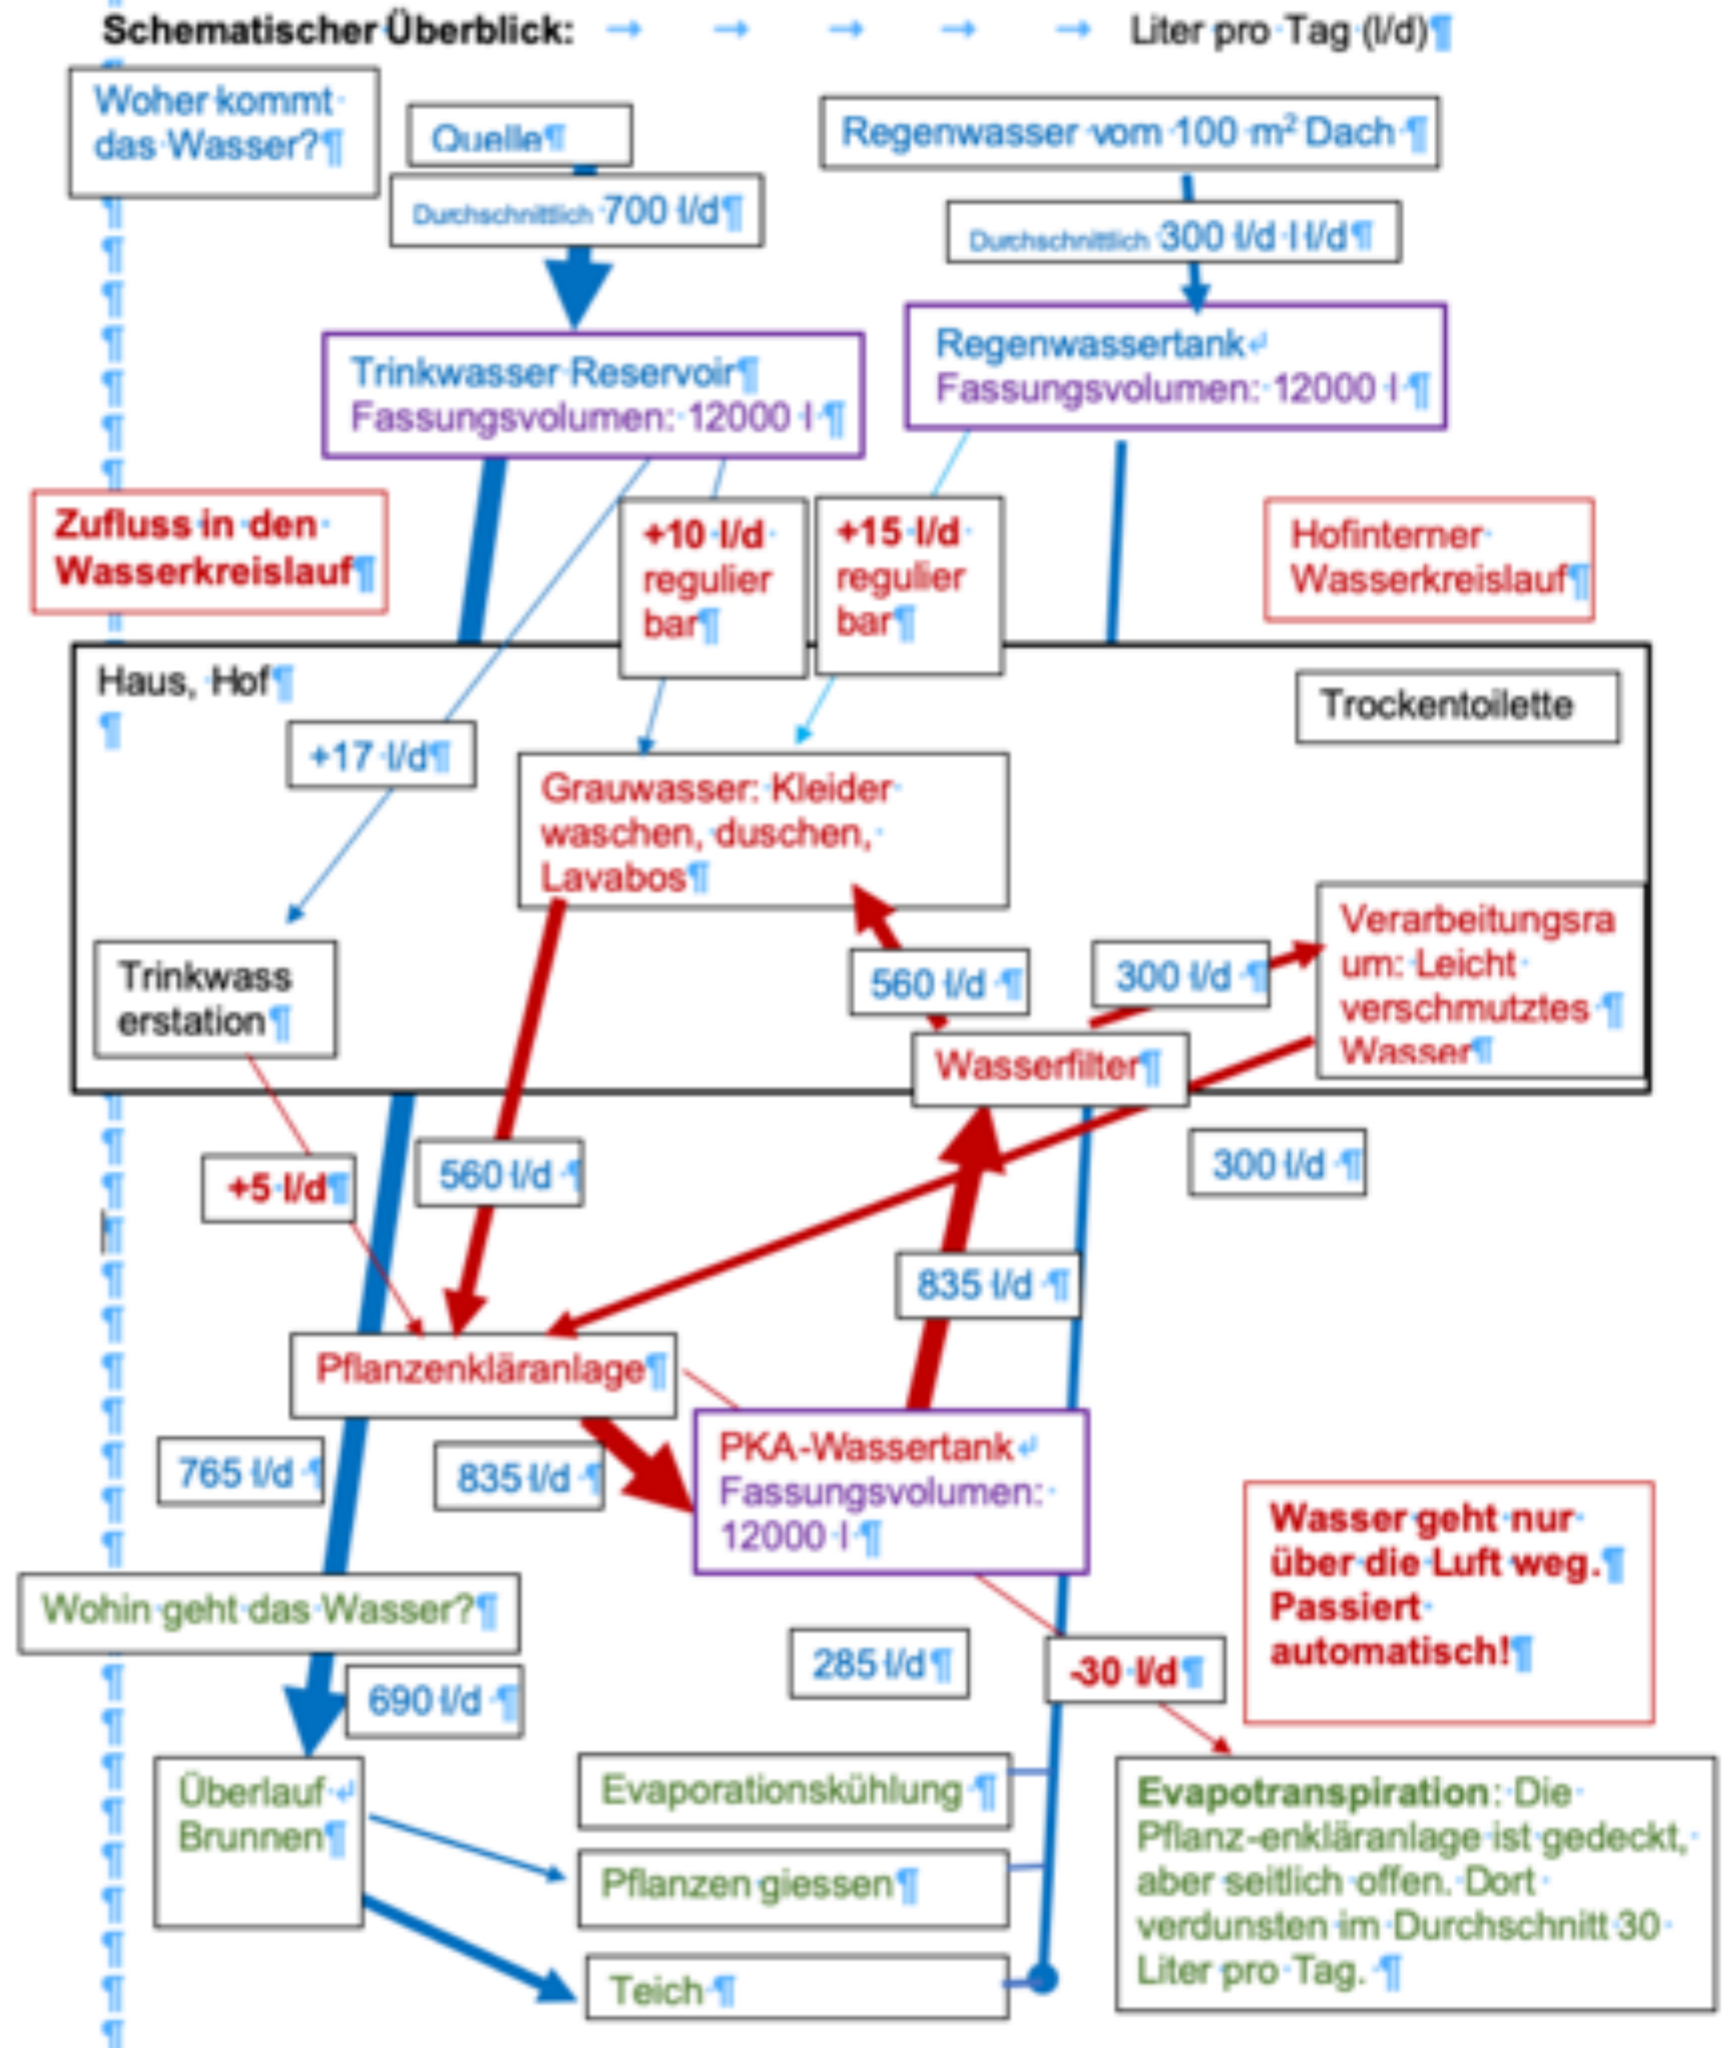 Schematischer Überblick: → → → → → Liter pro Tag (l/d)¶
Woher kommt
das Wasser?¶
Quelle¶
Regenwasser vom 100 m² Dach ¶
Durchschnittlich 700 l/d¶
Durchschnittlich 300 l/d l l/d¶
Trinkwasser Reservoir¶
Fassungsvolumen: 12000 l ¶
Regenwassertank↵
Fassungsvolumen: 12000 l ¶
Zufluss in den
Wasserkreislauf¶
+10 l/d
regulier
bar¶
+15 l/d
regulier
bar¶
Hofinterner
Wasserkreislauf¶
Haus, Hof¶
¶
Trockentoilette
+17 l/d¶
Grauwasser: Kleider
waschen, duschen,
Lavabos¶
Verarbeitungsra
um: Leicht
verschmutztes ¶
Wasser¶
560 l/d ¶
300 l/d ¶
Trinkwass
erstation¶
Wasserfilter¶
+5 l/d¶
560 l/d ¶
300 l/d ¶
835 l/d ¶
Pflanzenkläranlage¶
765 l/d ¶
835 l/d ¶
PKA-Wassertank↵
Fassungsvolumen:
12000 l ¶
Wasser geht nur
über die Luft weg.¶
Passiert
automatisch!¶
Wohin geht das Wasser?¶
285 l/d¶
-30 l/d¶
690 l/d ¶
Überlauf ↵
Brunnen¶
Evaporationskühlung ¶
Pflanzen giessen¶
Teich ¶
Evapotranspiration: Die
Pflanz-enkläranlage ist gedeckt,
aber seitlich offen. Dort
verdunsten im Durchschnitt 30
Liter pro Tag. ¶